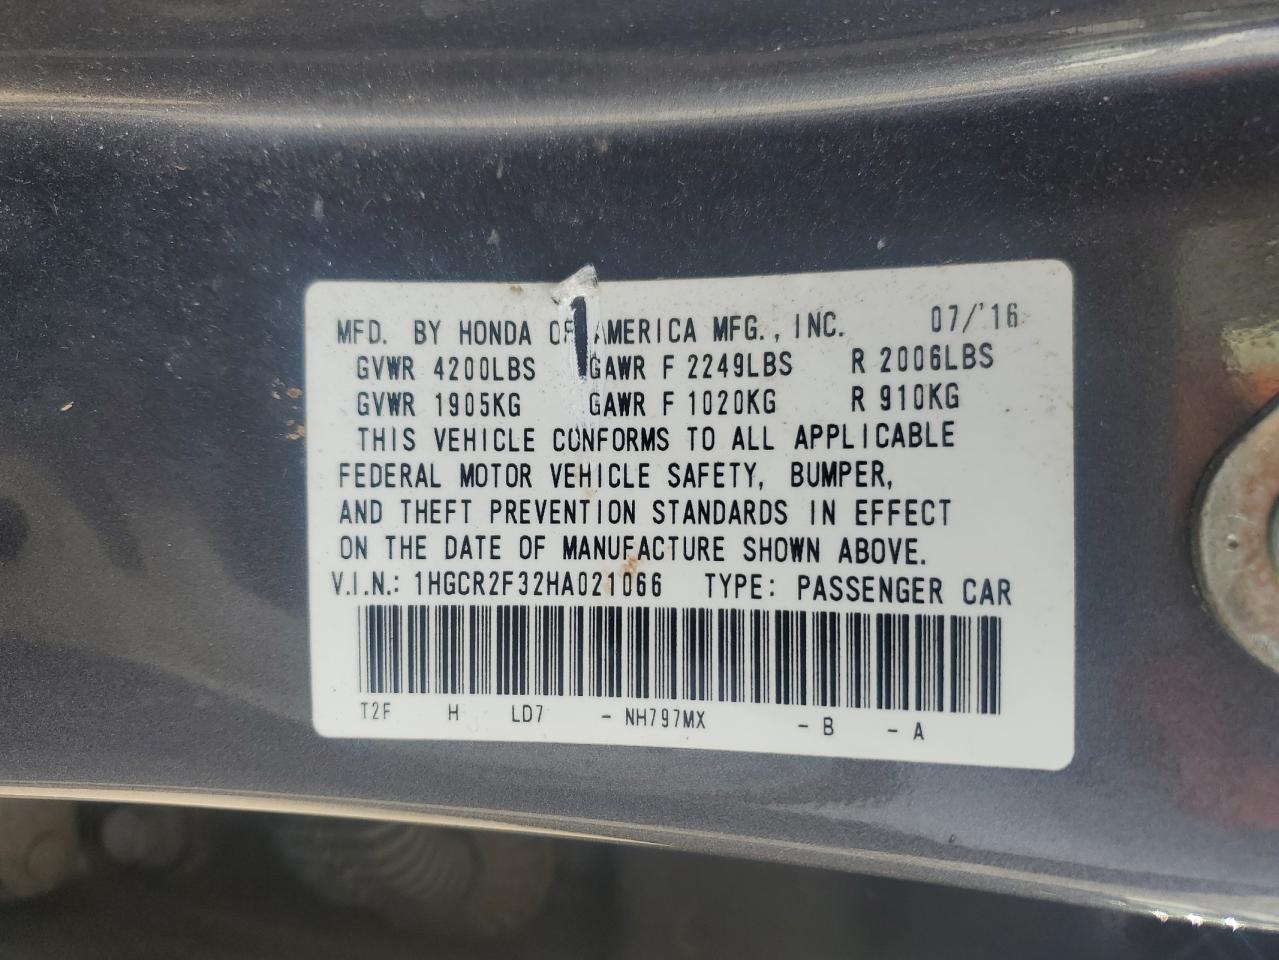 MFD. BY HONDA OF AMERICA MFG., INC. 07/'16
GVWR 4200LBS GAWR F 2249LBS R 2006LBS
GVWR 1905KG GAWR F 1020KG R 910KG
THIS VEHICLE CONFORMS TO ALL APPLICABLE
FEDERAL MOTOR VEHICLE SAFETY, BUMPER,
AND THEFT PREVENTION STANDARDS IN EFFECT
ON THE DATE OF MANUFACTURE SHOWN ABOVE.
V.I.N.: 1HGCR2F32HA021066 TYPE: PASSENGER CAR
T2F H LD7 - NH797MX - B - A